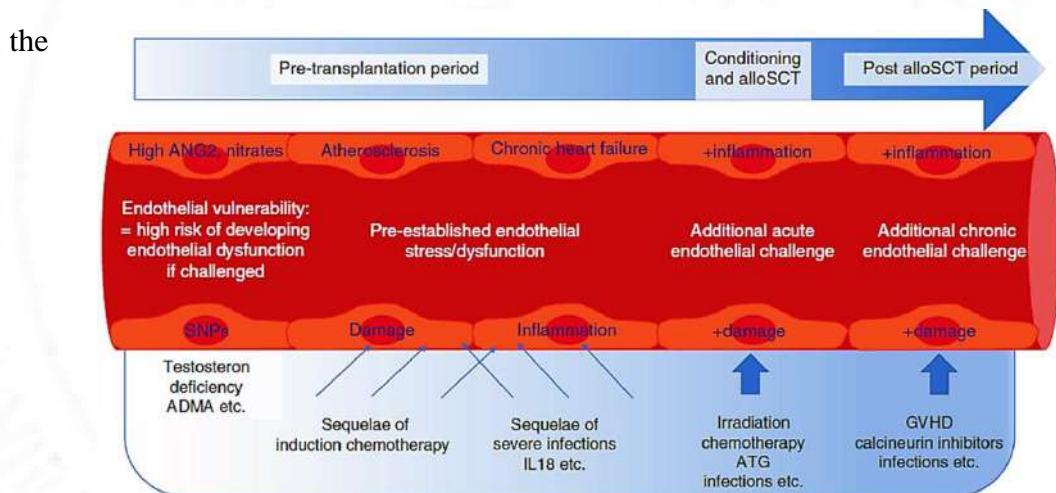 the
Pre-transplantation period
Conditioning
and alloSCT
Post alloSCT period
High ANG2, nitrates
Atherosclerosis
Chronic heart failure
+inflammation
+inflammation
Endothelial vulnerability:
= high risk of developing
endothelial dysfunction
if challenged
Pre-established endothelial
stress/dysfunction
Additional acute
endothelial challenge
Additional chronic
endothelial challenge
SNPs
Damage
Inflammation
+damage
+damage
Testosteron
deficiency
ADMA etc.
Sequelae of
induction chemotherapy
Sequelae of
severe infections
IL18 etc.
Irradiation
chemotherapy
ATG
infections etc.
GVHD
calcineurin inhibitors
infections etc.